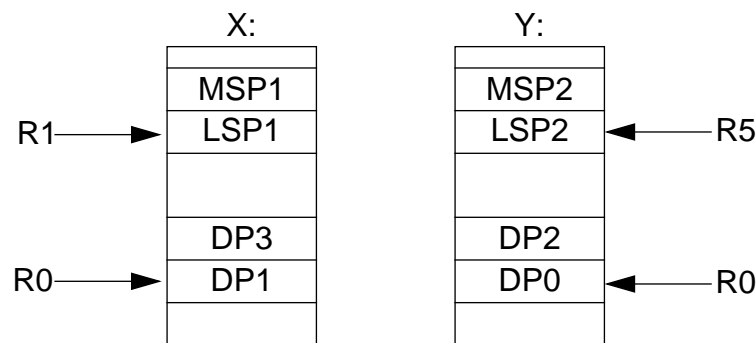 X: Y:
MSP1 MSP2
R1 LSP1 LSP2 R5
DP3 DP2
R0 DP1 DP0 R0